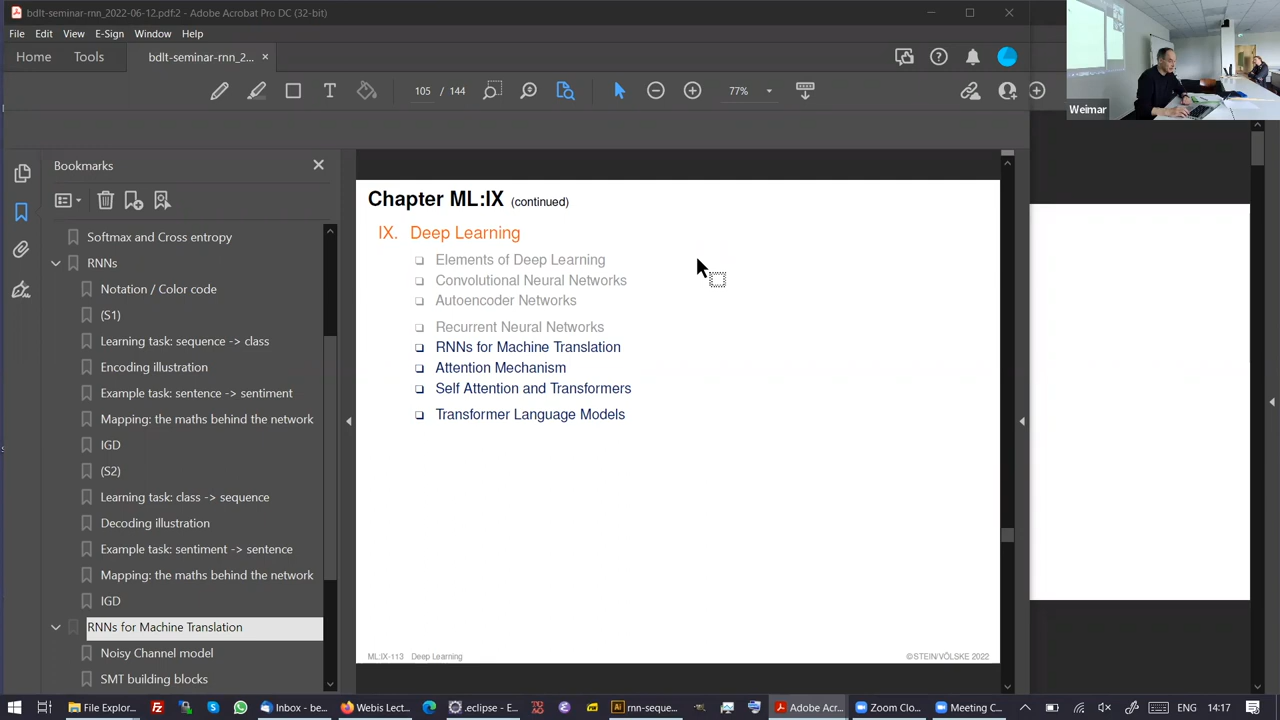 bdlt-seminar-rnn_2022-06-12.pdf:2 - Adobe Acrobat Pro DC (32-bit)
File Edit View E-Sign Window Help
Home Tools bdlt-seminar-rnn_2... ×
105 / 144 77%
Weimar
Bookmarks
Softmax and Cross entropy
RNNs
Notation / Color code
(S1)
Learning task: sequence -> class
Encoding illustration
Example task: sentence -> sentiment
Mapping: the maths behind the network
IGD
(S2)
Learning task: class -> sequence
Decoding illustration
Example task: sentiment -> sentence
Mapping: the maths behind the network
IGD
RNNs for Machine Translation
Noisy Channel model
SMT building blocks
Chapter ML:IX (continued)
IX. Deep Learning
❑ Elements of Deep Learning
❑ Convolutional Neural Networks
❑ Autoencoder Networks
❑ Recurrent Neural Networks
❑ RNNs for Machine Translation
❑ Attention Mechanism
❑ Self Attention and Transformers
❑ Transformer Language Models
ML:IX-113 Deep Learning ©STEIN/VÖLSKE 2022
File Explor... Inbox - be... Webis Lect... .eclipse - E... rnn-seque... Adobe Acr... Zoom Clo... Meeting C... ENG 14:17